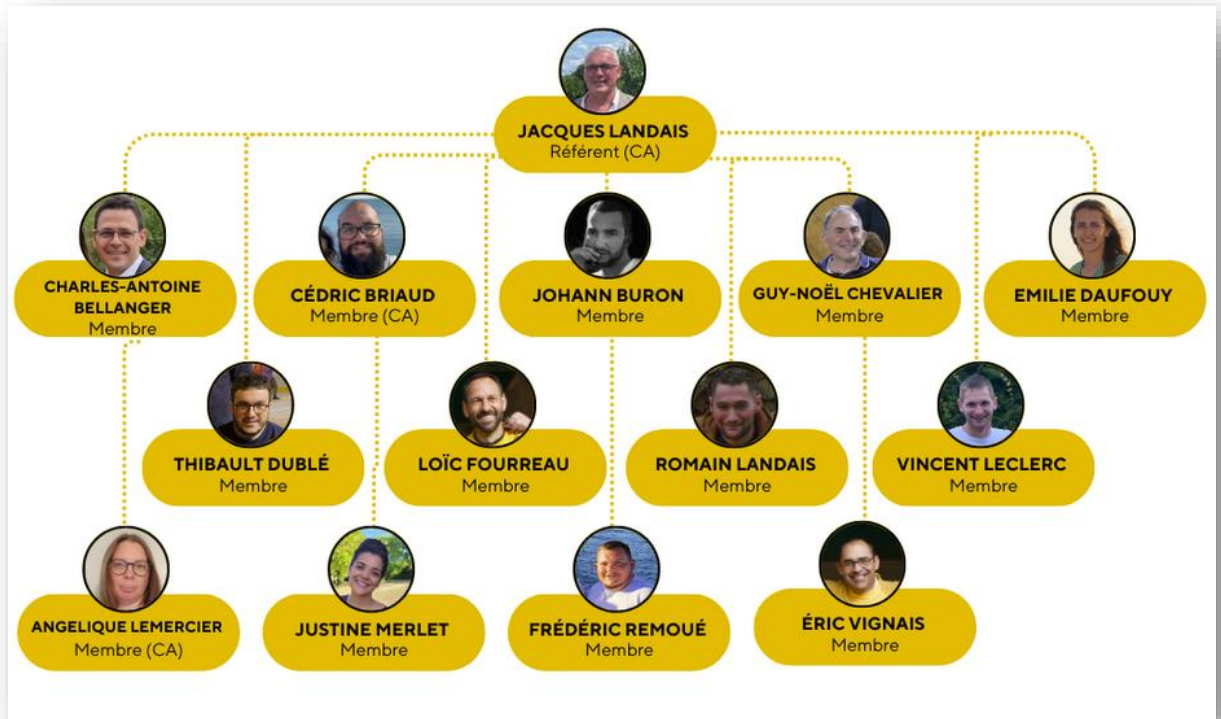 JACQUES LANDAIS
Référent (CA)
CHARLES-ANTOINE
BELLANGER
Membre
CÉDRIC BRIAUD
Membre (CA)
JOHANN BURON
Membre
GUY-NOËL CHEVALIER
Membre
EMILIE DAUFOUY
Membre
THIBAULT DUBLÉ
Membre
LOÏC FOURREAU
Membre
ROMAIN LANDAIS
Membre
VINCENT LECLERC
Membre
ANGELIQUE LEMERCIER
Membre (CA)
JUSTINE MERLET
Membre
FRÉDÉRIC REMOUÉ
Membre
ÉRIC VIGNAIS
Membre